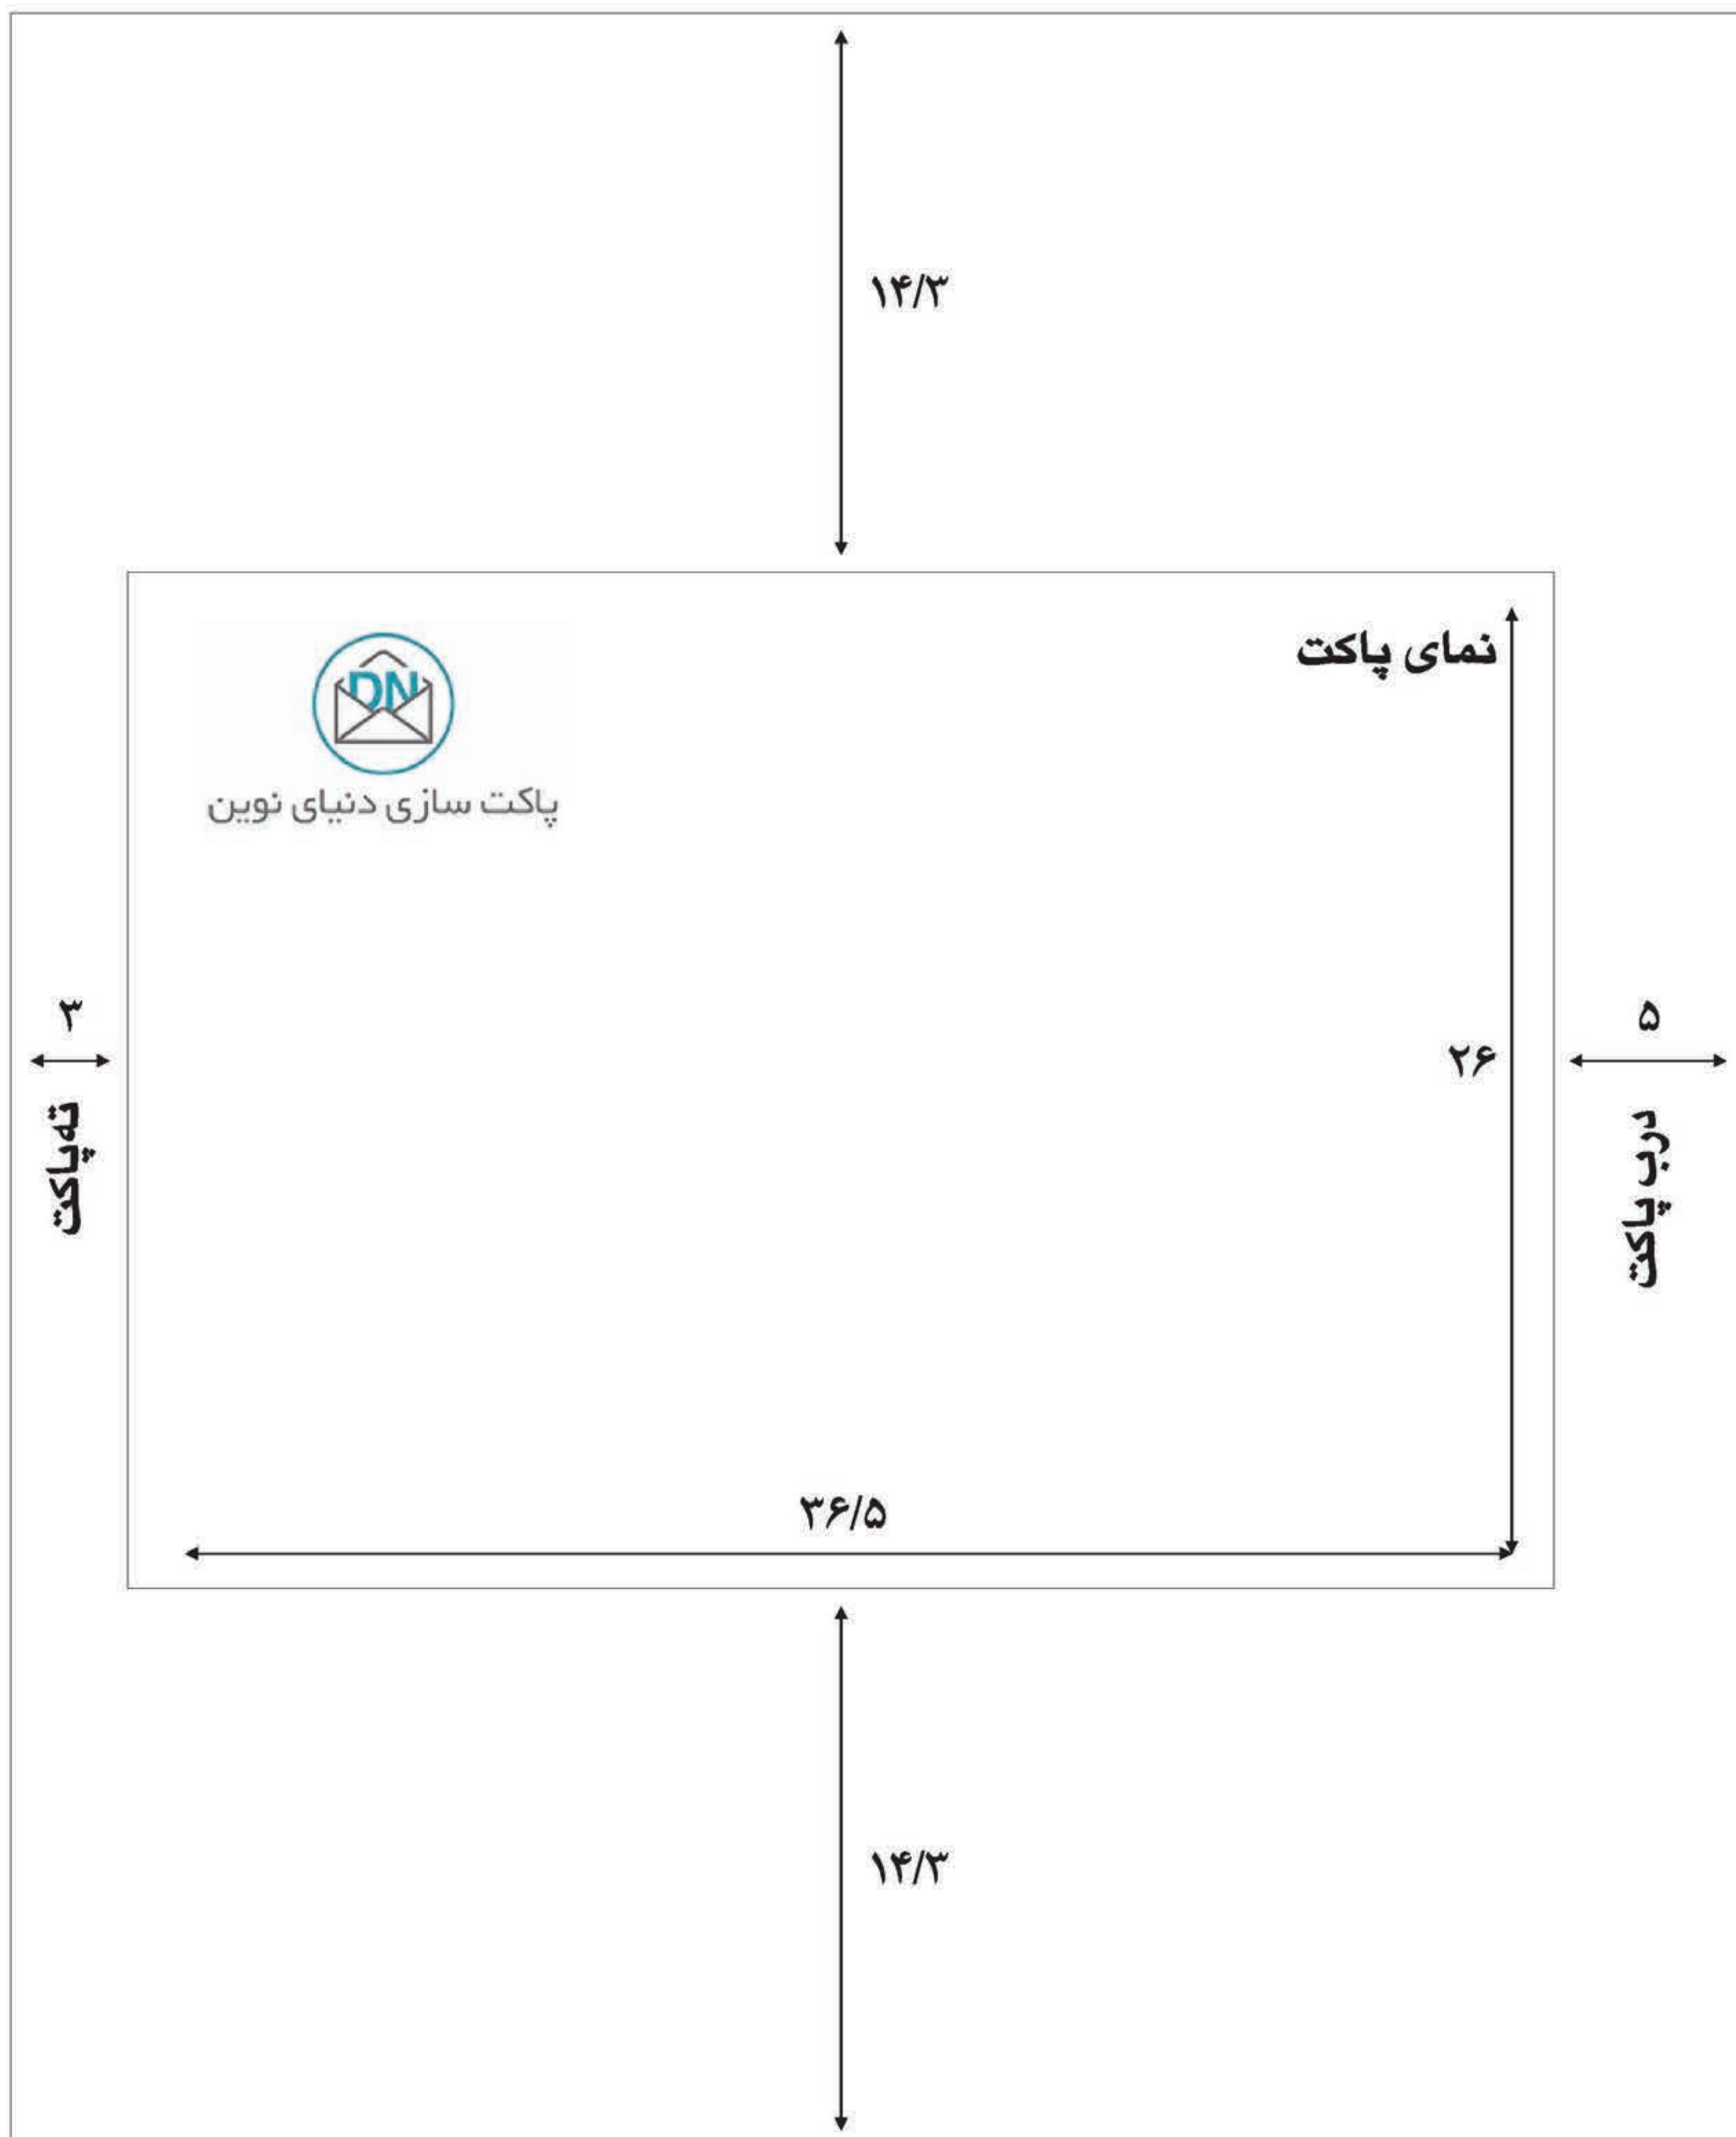 ۱۴/۳
نمای پاکت
DN
پاکت سازی دنیای نوین
۳
ته‌پاکت
۲۶
۵
درب پاکت
۳۶/۵
۱۴/۳